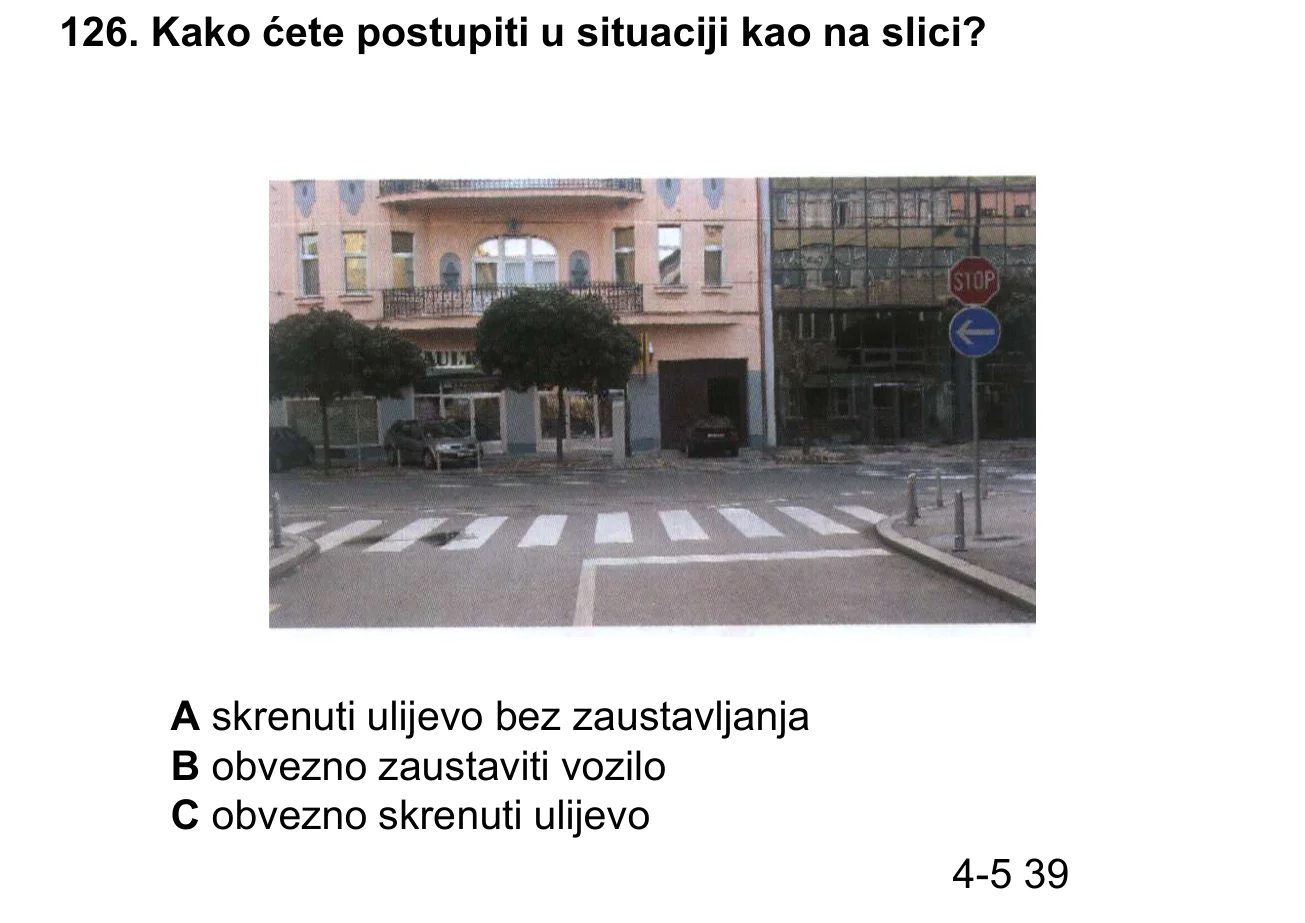 126. Kako ćete postupiti u situaciji kao na slici?
STOP
A skrenuti ulijevo bez zaustavljanja
B obvezno zaustaviti vozilo
C obvezno skrenuti ulijevo
4-5 39